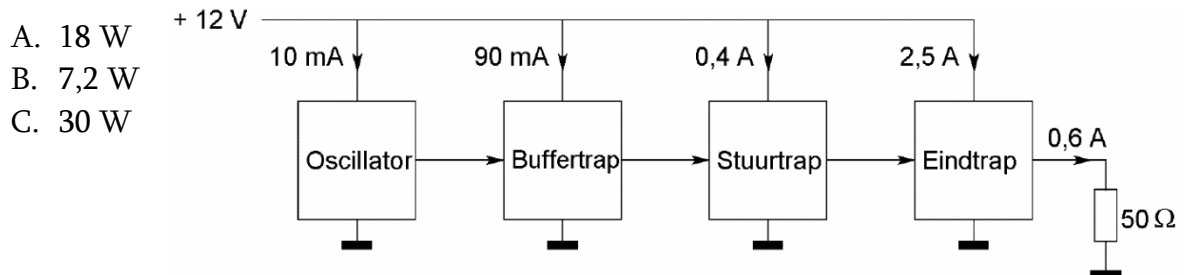 A. 18 W
B. 7,2 W
C. 30 W
+ 12 V
10 mA
90 mA
0,4 A
2,5 A
Oscillator
Buffertrap
Stuurtrap
Eindtrap
0,6 A
50 Ω